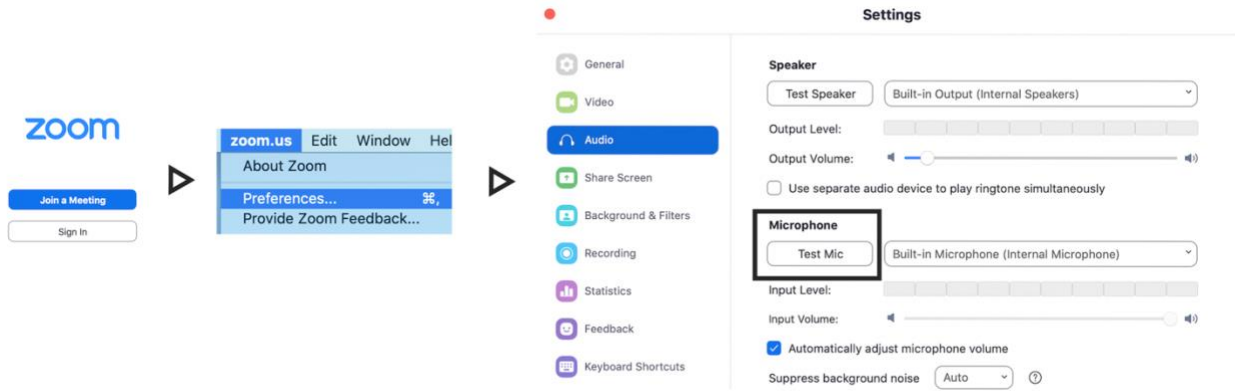 zoom
Join a Meeting
Sign In
zoom.us Edit Window Hel
About Zoom
Preferences... ⌘,
Provide Zoom Feedback...
Settings
General
Video
Audio
Share Screen
Background & Filters
Recording
Statistics
Feedback
Keyboard Shortcuts
Speaker
Test Speaker Built-in Output (Internal Speakers)
Output Level:
Output Volume:
Use separate audio device to play ringtone simultaneously
Microphone
Test Mic Built-in Microphone (Internal Microphone)
Input Level:
Input Volume:
Automatically adjust microphone volume
Suppress background noise Auto ?